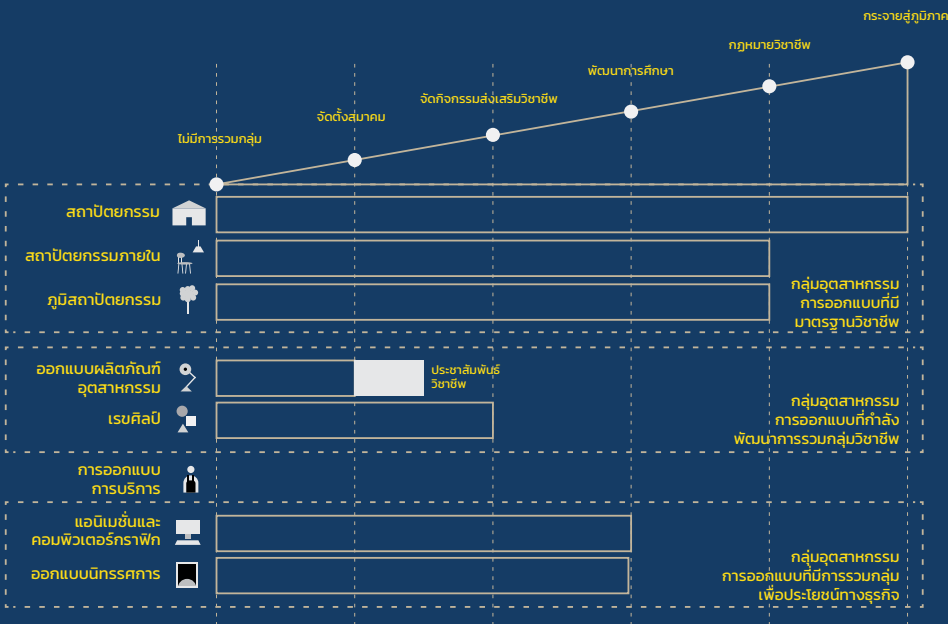 กระจายสู่ภูมิภาค
กฎหมายวิชาชีพ
พัฒนาการศึกษา
จัดกิจกรรมส่งเสริมวิชาชีพ
จัดตั้งสมาคม
ไม่มีการรวมกลุ่ม
สถาปัตยกรรม
สถาปัตยกรรมภายใน
ภูมิสถาปัตยกรรม
กลุ่มอุตสาหกรรม
การออกแบบที่มี
มาตรฐานวิชาชีพ
ออกแบบผลิตภัณฑ์
อุตสาหกรรม
ประชาสัมพันธ์
วิชาชีพ
เรขศิลป์
กลุ่มอุตสาหกรรม
การออกแบบที่กำลัง
พัฒนาการรวมกลุ่มวิชาชีพ
การออกแบบ
การบริการ
แอนิเมชั่นและ
คอมพิวเตอร์กราฟิก
ออกแบบนิทรรศการ
กลุ่มอุตสาหกรรม
การออกแบบที่มีการรวมกลุ่ม
เพื่อประโยชน์ทางธุรกิจ